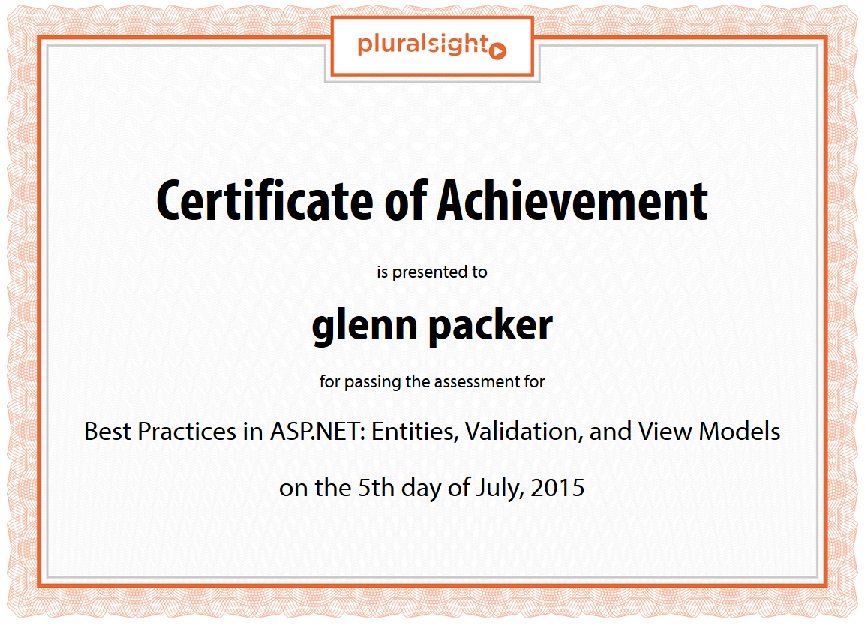 pluralsight
Certificate of Achievement
is presented to
glenn packer
for passing the assessment for
Best Practices in ASP.NET: Entities, Validation, and View Models
on the 5th day of July, 2015